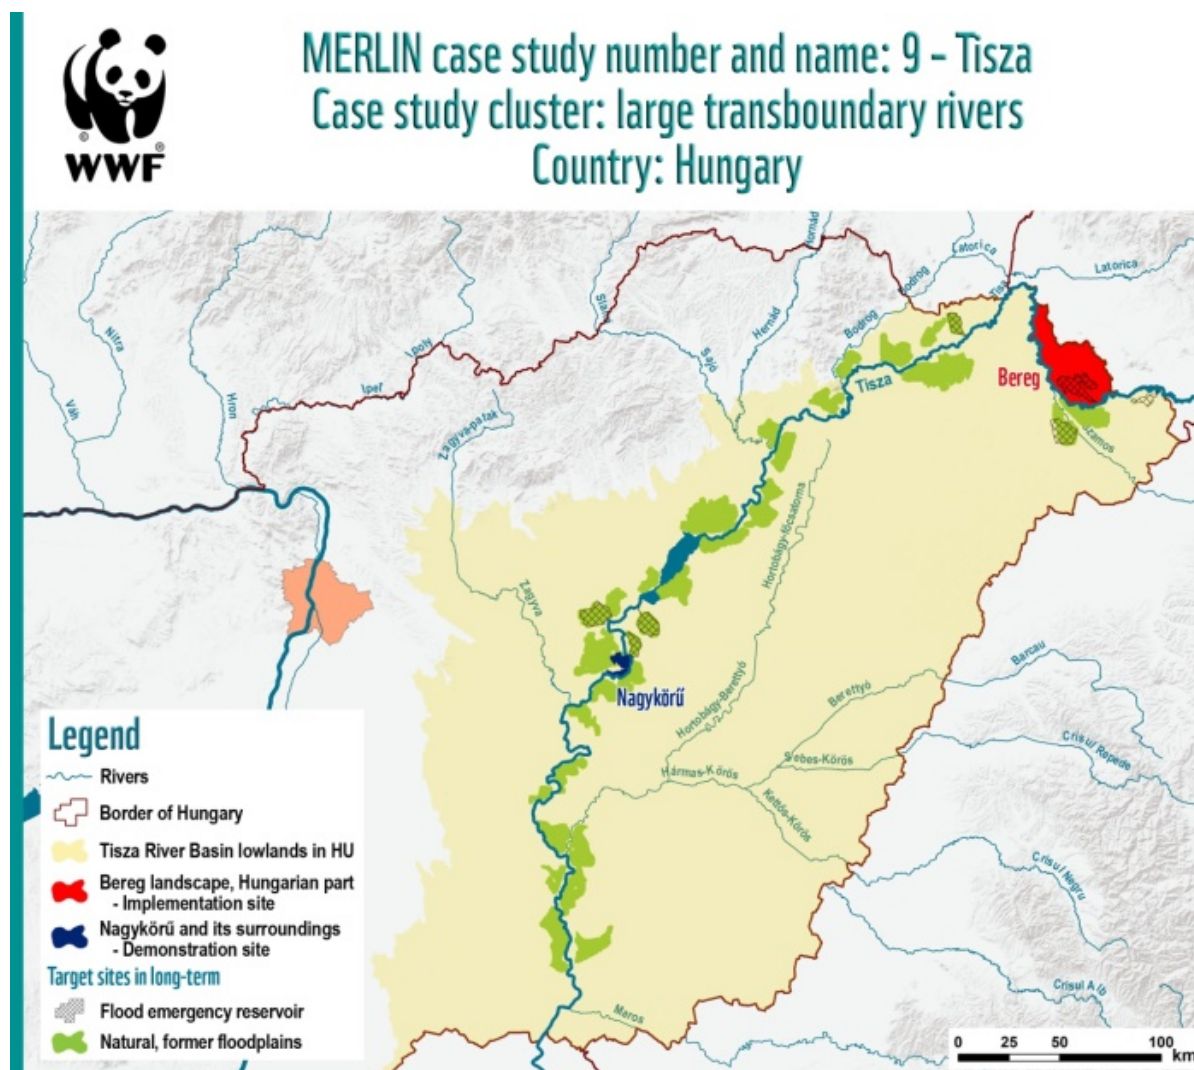 MERLIN case study number and name: 9 - Tisza
Case study cluster: large transboundary rivers
Country: Hungary
©
®
WWF
Hornád
Latorica
Latorica
Bodrog
Tisa
Slaná
Hernád
Bodrog
Nitra
Ipoly
Sajó
Tisza
Bereg
Ipeľ
Váh
Hron
Zagyva-patak
Szamos
Hortobágy-főcsatorna
Zagyva
Nagykörű
Hortobágy-Berettyó
Berettyó
Barcau
Crisul Repede
Sebes-Körös
Hármas-Körös
Kettős-Körös
Crisul Negru
Crisul Alb
Maros
Legend
Rivers
Border of Hungary
Tisza River Basin lowlands in HU
Bereg landscape, Hungarian part
- Implementation site
Nagykörű and its surroundings
- Demonstration site
Target sites in long-term
Flood emergency reservoir
Natural, former floodplains
0 25 50 100
km